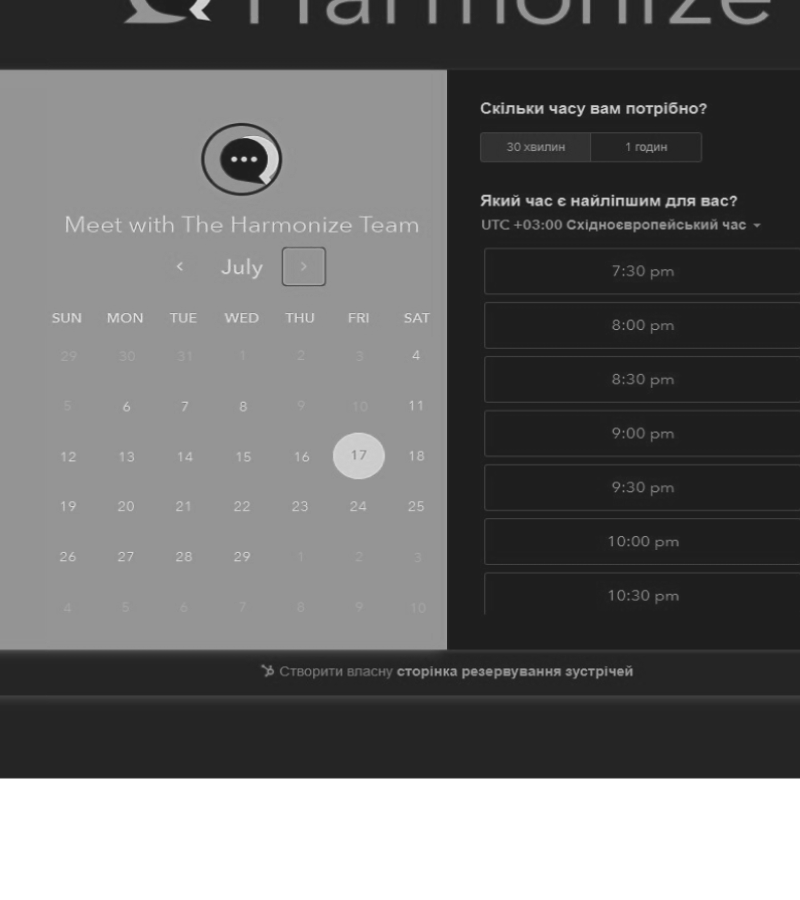 Harmonize
Meet with The Harmonize Team
July
SUN MON TUE WED THU FRI SAT
29 30 31 1 2 3 4
5 6 7 8 9 10 11
12 13 14 15 16 17 18
19 20 21 22 23 24 25
26 27 28 29 1 2 3
4 5 6 7 8 9 10
Скільки часу вам потрібно?
30 хвилин 1 годин
Який час є найліпшим для вас?
UTC +03:00 Східноєвропейський час
7:30 pm
8:00 pm
8:30 pm
9:00 pm
9:30 pm
10:00 pm
10:30 pm
Створити власну сторінка резервування зустрічей